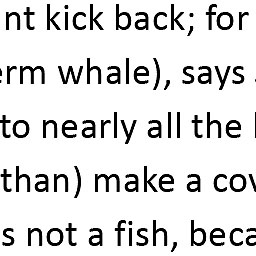 nt kick back; for
erm whale), says
to nearly all the
than) make a cov
s not a fish, beca